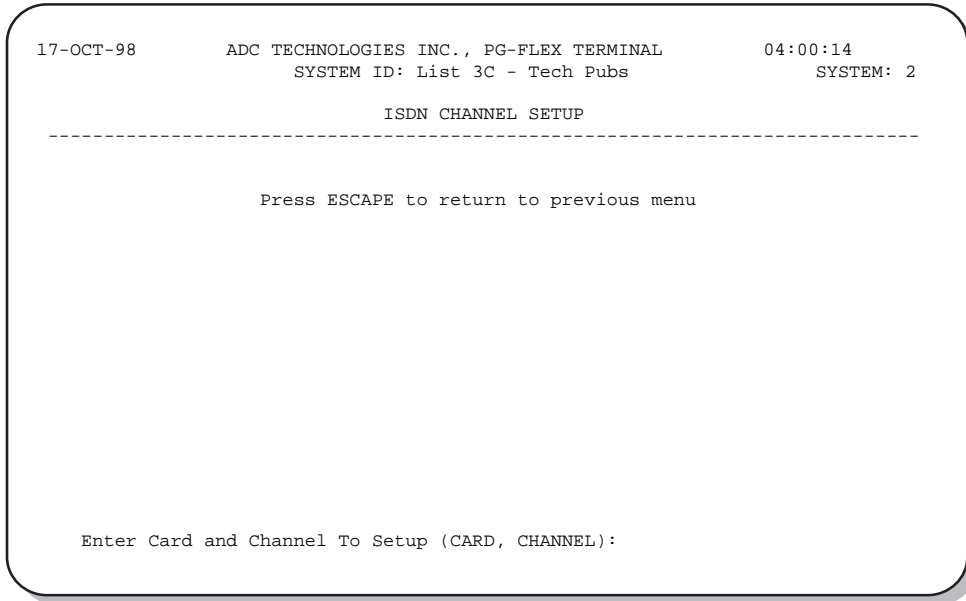 17-OCT-98 ADC TECHNOLOGIES INC., PG-FLEX TERMINAL 04:00:14
SYSTEM ID: List 3C - Tech Pubs SYSTEM: 2
ISDN CHANNEL SETUP
------------------------------------------------------------------------------
Press ESCAPE to return to previous menu
Enter Card and Channel To Setup (CARD, CHANNEL):